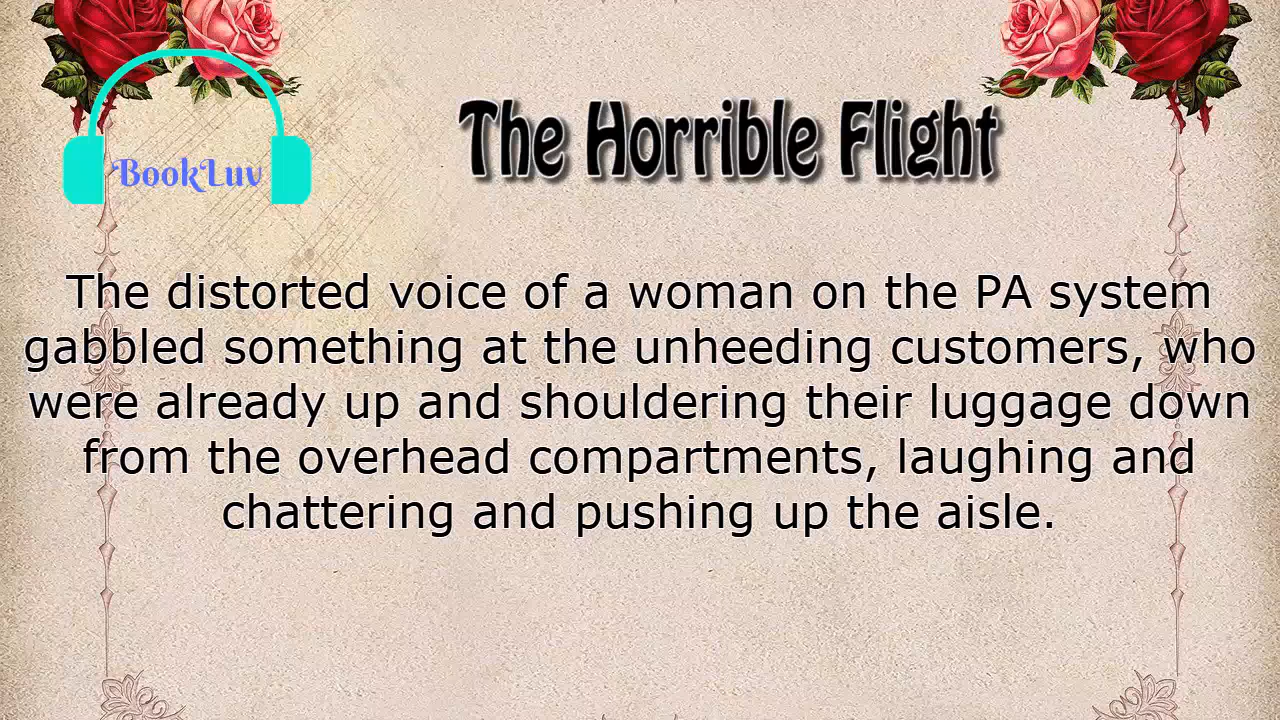 The Horrible Flight
BookLuv
The distorted voice of a woman on the PA system
gabbled something at the unheeding customers, who
were already up and shouldering their luggage down
from the overhead compartments, laughing and
chattering and pushing up the aisle.